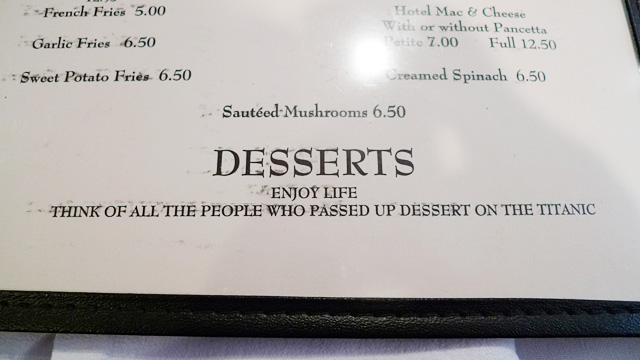 French Fries 5.00
Garlic Fries 6.50
Sweet Potato Fries 6.50
Hotel Mac & Cheese
With or without Pancetta
Petite 7.00 Full 12.50
Creamed Spinach 6.50
Sautéed Mushrooms 6.50
DESSERTS
ENJOY LIFE
THINK OF ALL THE PEOPLE WHO PASSED UP DESSERT ON THE TITANIC